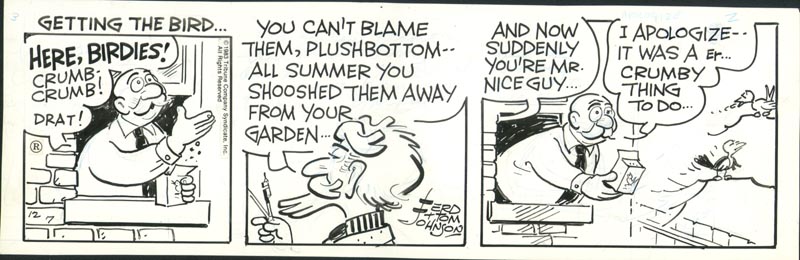 GETTING THE BIRD...
HERE, BIRDIES!
CRUMB-
CRUMB!
DRAT!
®
12
7
© 1983 Tribune Company Syndicate, Inc.
All Rights Reserved
YOU CAN'T BLAME
THEM, PLUSHBOTTOM--
ALL SUMMER YOU
SHOOSHED THEM AWAY
FROM YOUR
GARDEN...
FERD
+ TOM
JOHNSON
AND NOW
SUDDENLY
YOU'RE MR.
NICE GUY...
I APOLOGIZE--
IT WAS A ER...
CRUMBY
THING
TO DO...